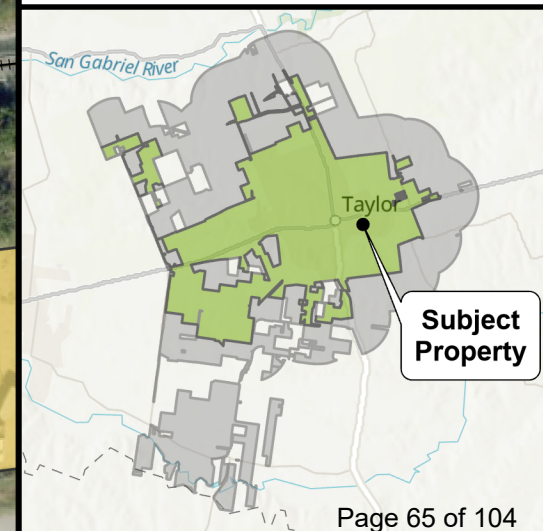 San Gabriel River
Taylor
Subject
Property
Page 65 of 104